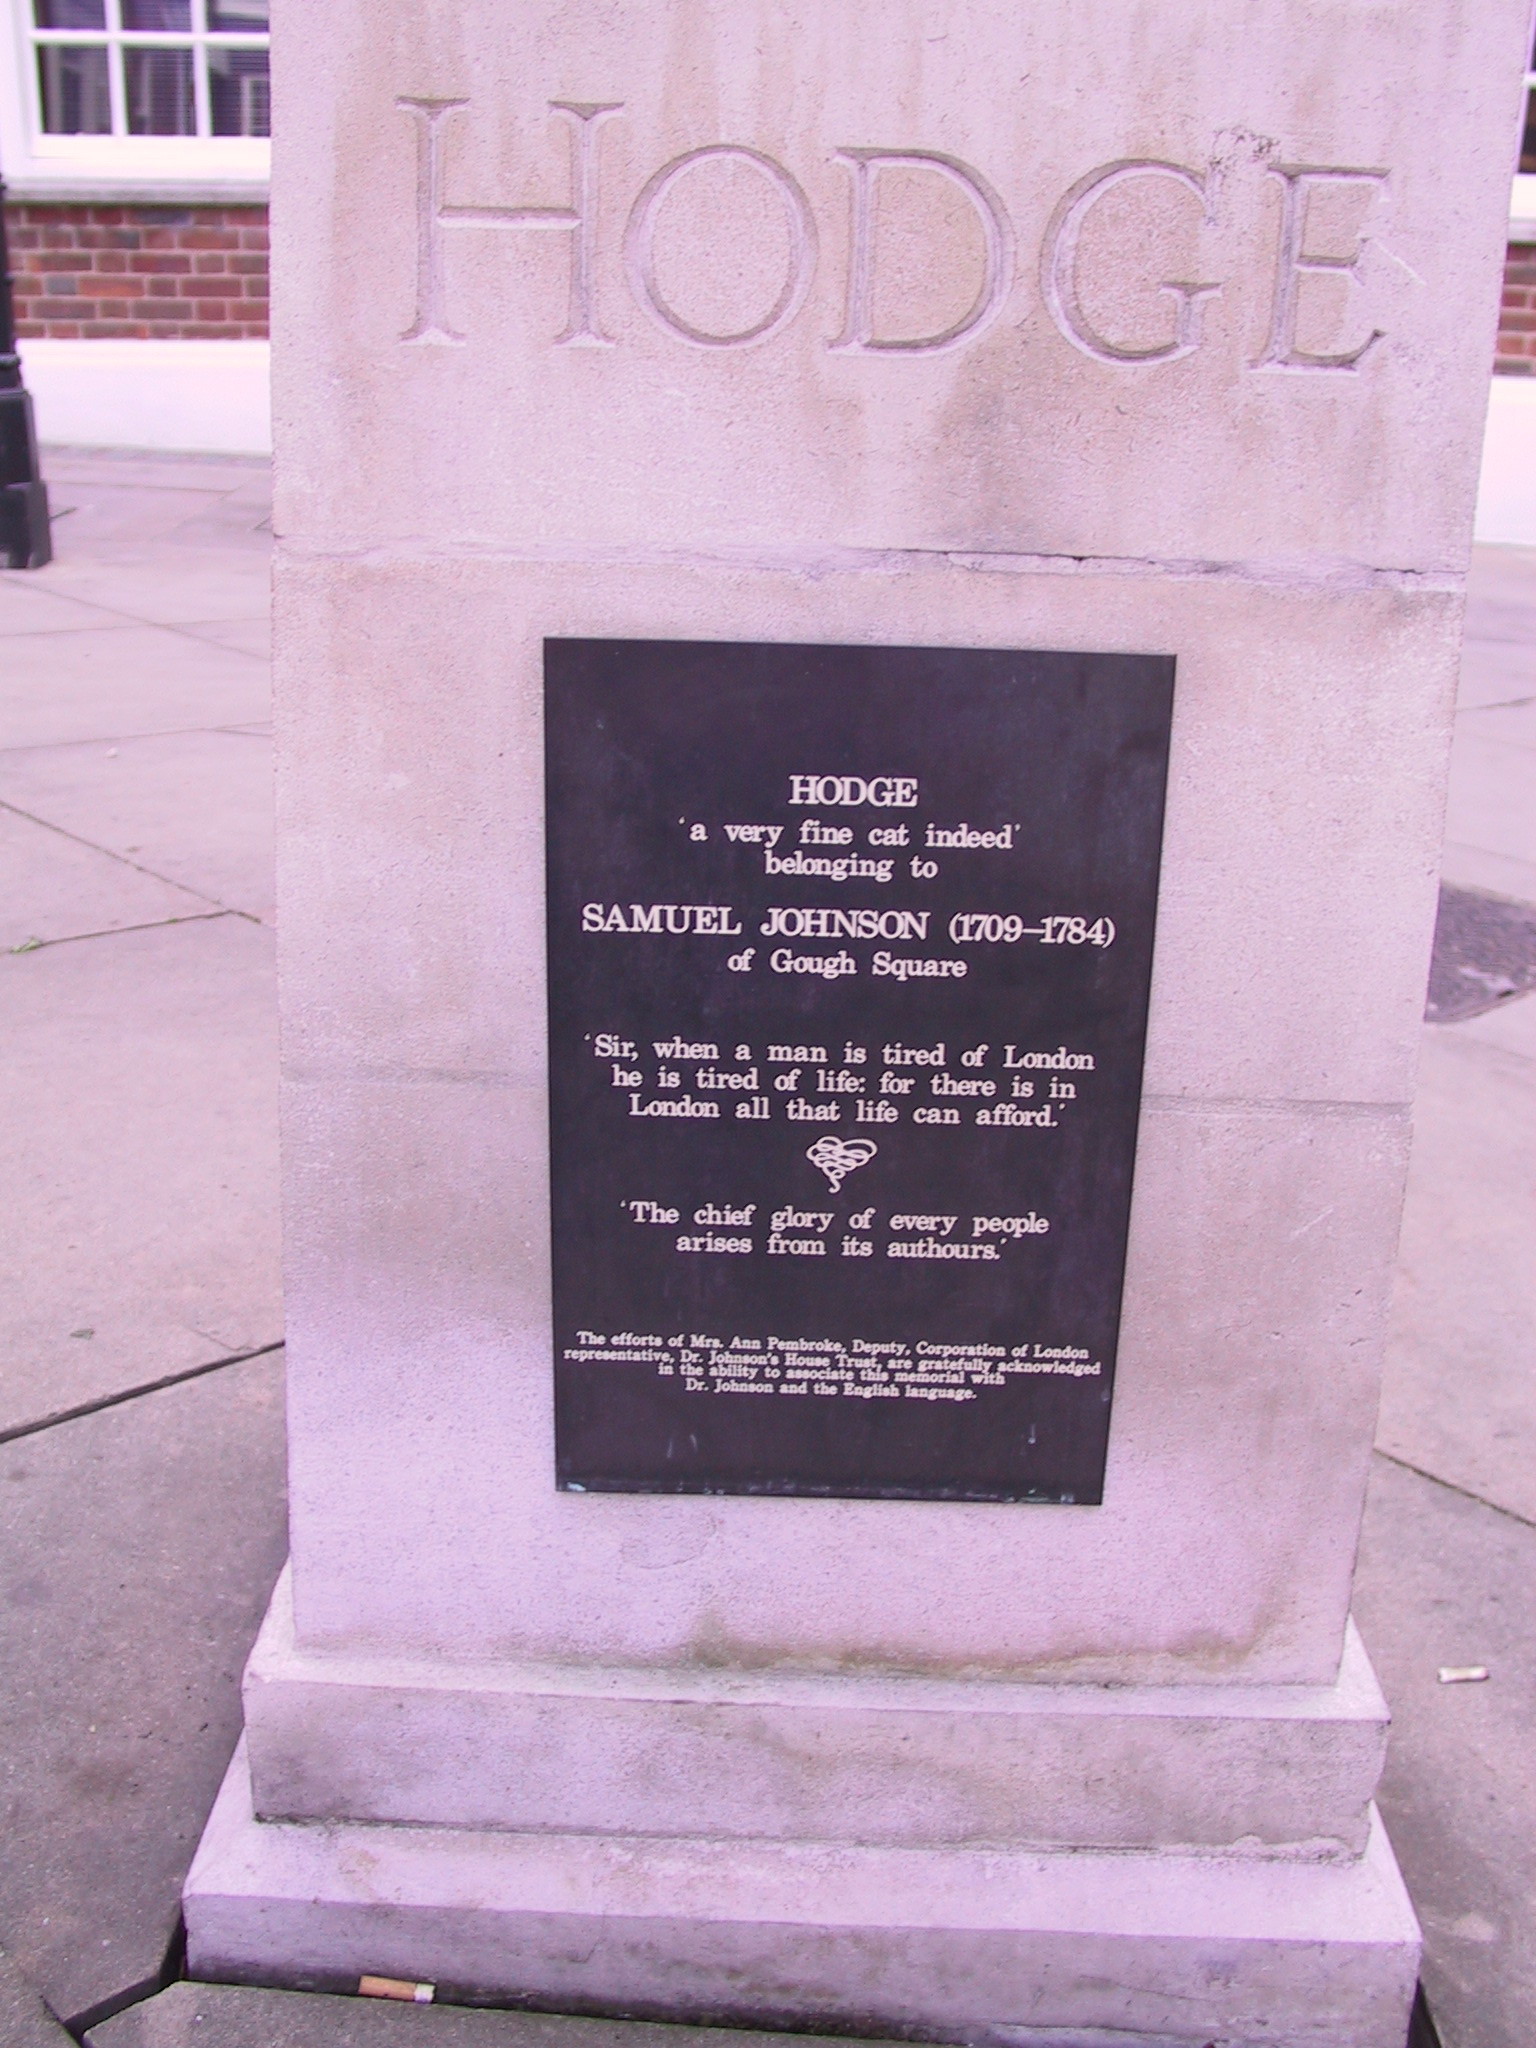 HODGE
HODGE
'a very fine cat indeed'
belonging to
SAMUEL JOHNSON (1709–1784)
of Gough Square
'Sir, when a man is tired of London
he is tired of life: for there is in
London all that life can afford.'
'The chief glory of every people
arises from its authours.'
The efforts of Mrs. Ann Pembroke, Deputy, Corporation of London
representative, Dr. Johnson's House Trust, are gratefully acknowledged
in the ability to associate this memorial with
Dr. Johnson and the English language.